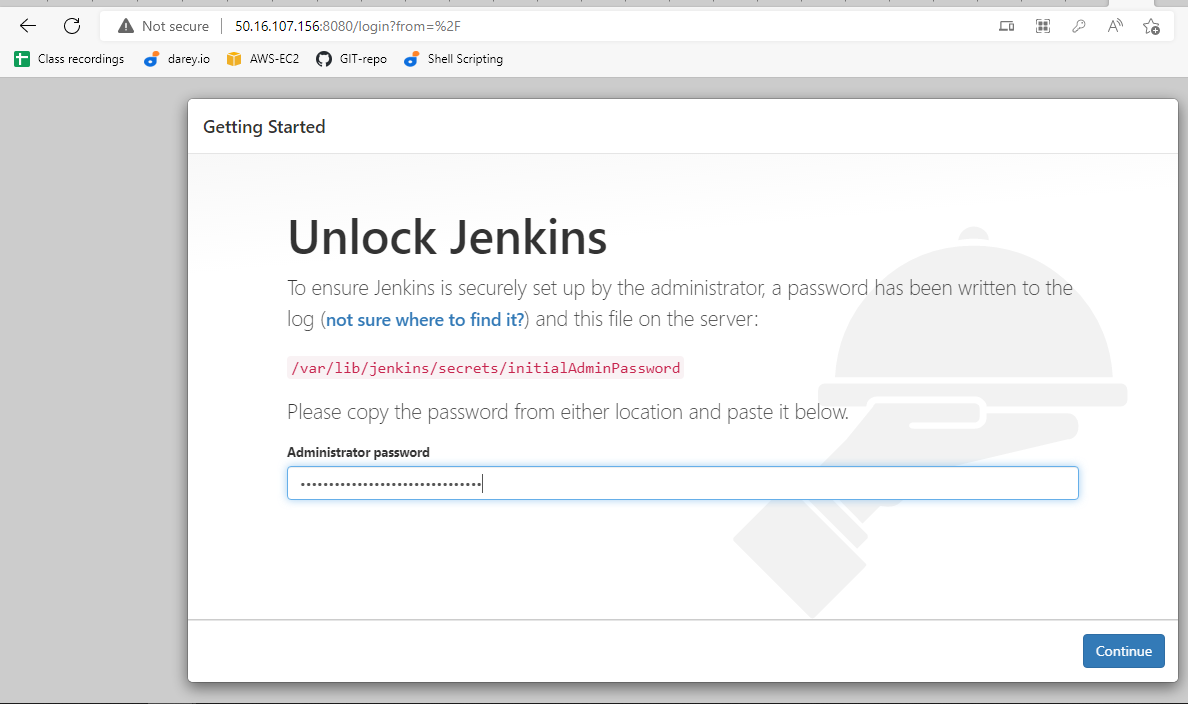 Not secure | 50.16.107.156:8080/login?from=%2F
Class recordings darey.io AWS-EC2 GIT-repo Shell Scripting
Getting Started
Unlock Jenkins
To ensure Jenkins is securely set up by the administrator, a password has been written to the
log (not sure where to find it?) and this file on the server:
/var/lib/jenkins/secrets/initialAdminPassword
Please copy the password from either location and paste it below.
Administrator password
Continue